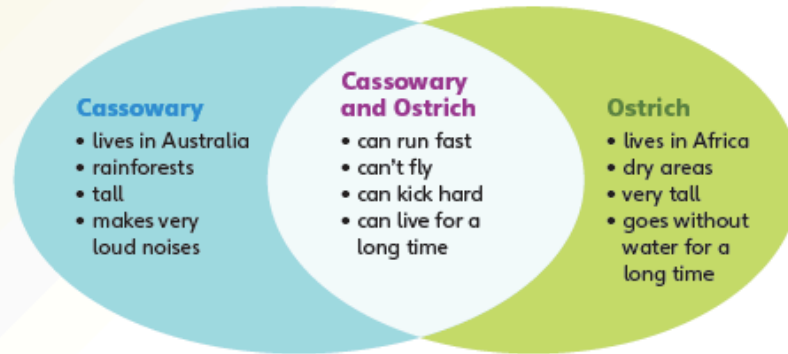 Cassowary
• lives in Australia
• rainforests
• tall
• makes very
loud noises
Cassowary
and Ostrich
• can run fast
• can't fly
• can kick hard
• can live for a
long time
Ostrich
• lives in Africa
• dry areas
• very tall
• goes without
water for a
long time